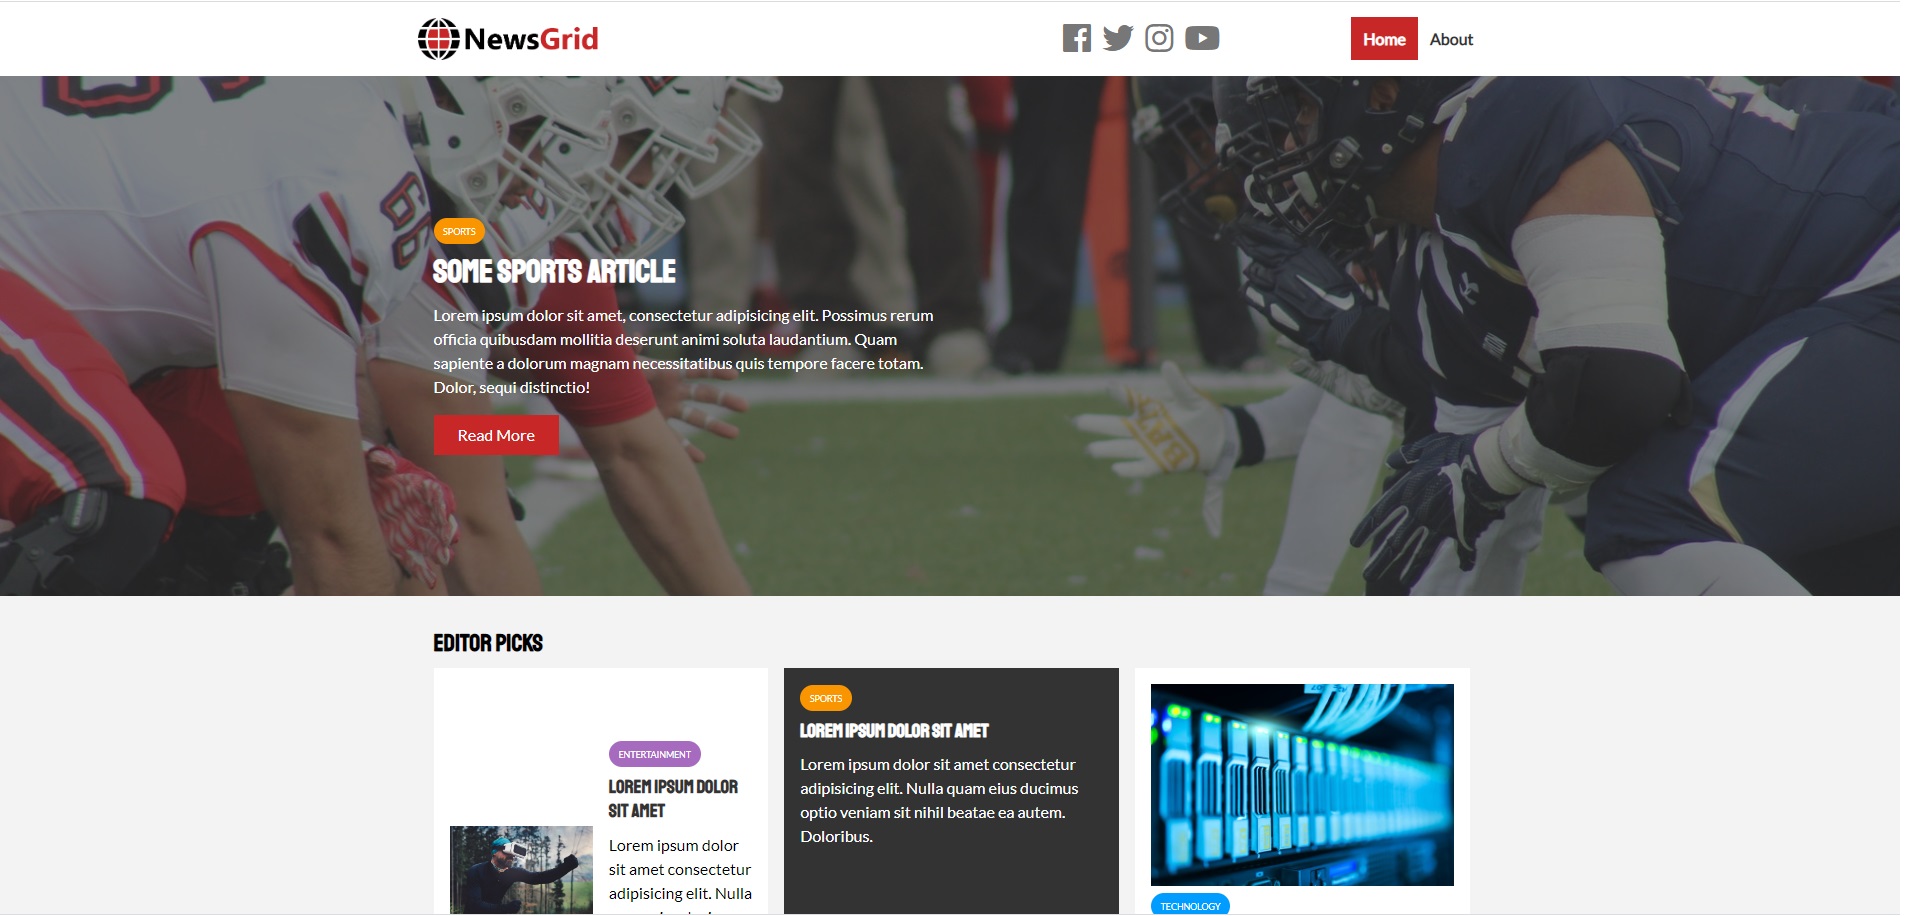 NewsGrid
Home
About
SPORTS
SOME SPORTS ARTICLE
Lorem ipsum dolor sit amet, consectetur adipisicing elit. Possimus rerum
officia quibusdam mollitia deserunt animi soluta laudantium. Quam
sapiente a dolorum magnam necessitatibus quis tempore facere totam.
Dolor, sequi distinctio!
Read More
EDITOR PICKS
ENTERTAINMENT
LOREM IPSUM DOLOR
SIT AMET
Lorem ipsum dolor
sit amet consectetur
adipisicing elit. Nulla
SPORTS
LOREM IPSUM DOLOR SIT AMET
Lorem ipsum dolor sit amet consectetur
adipisicing elit. Nulla quam eius ducimus
optio veniam sit nihil beatae ea autem.
Doloribus.
TECHNOLOGY